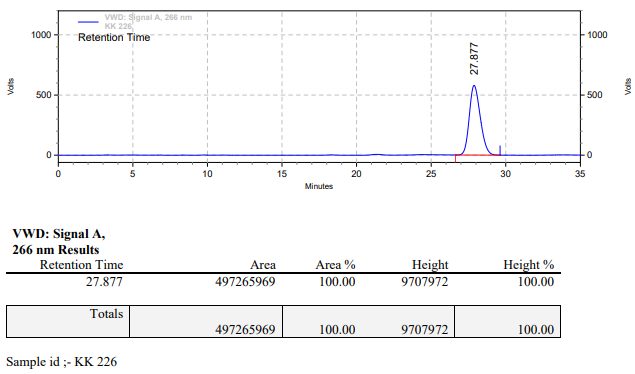 VWD: Signal A, 266 nm
KK 226
Retention Time
1000
1000
27.877
Volts
Volts
500
500
0
0
0 5 10 15 20 25 30 35
Minutes
VWD: Signal A,
266 nm Results
Retention Time Area Area % Height Height %
27.877 497265969 100.00 9707972 100.00
Totals
497265969 100.00 9707972 100.00
Sample id ;- KK 226